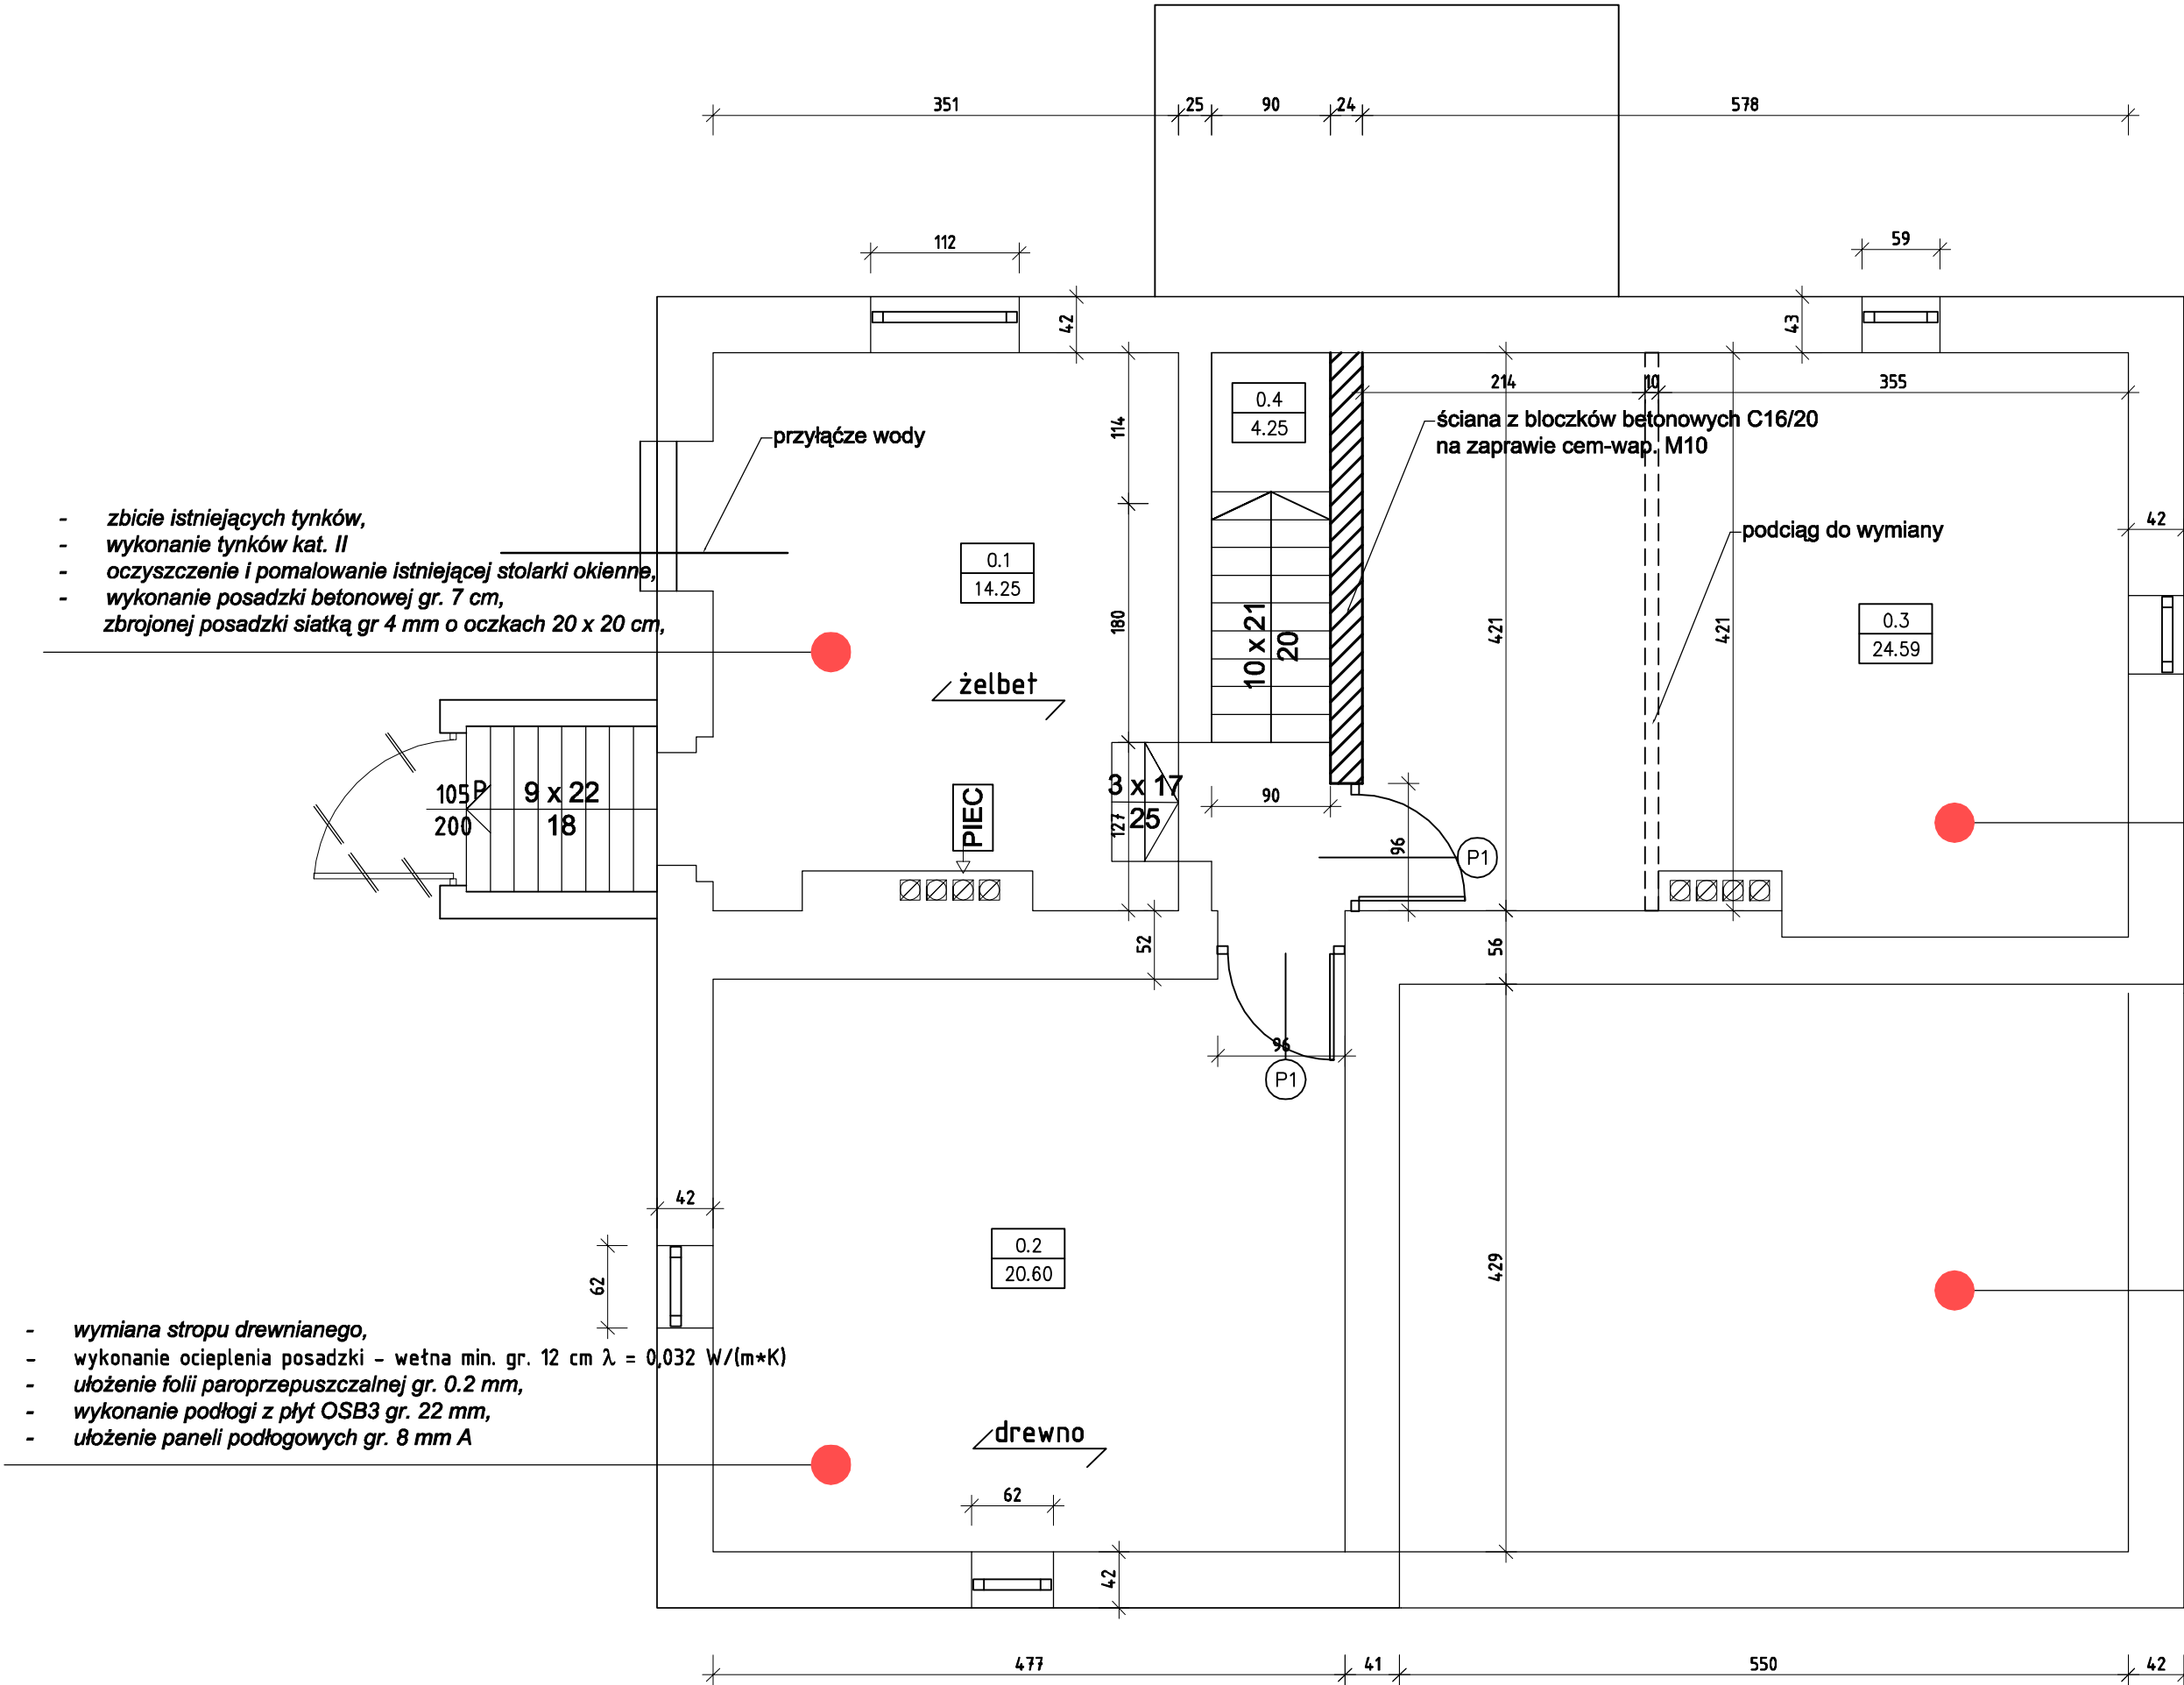 351
25
90
24
578
112
59
42
43
0.4
4.25
214
10
355
114
przyłąćze wody
ściana z bloczków betonowych C16/20
na zaprawie cem-wap. M10
- zbicie istniejących tynków,
- wykonanie tynków kat. II
- oczyszczenie i pomalowanie istniejącej stolarki okienne,
- wykonanie posadzki betonowej gr. 7 cm,
zbrojonej posadzki siatką gr 4 mm o oczkach 20 x 20 cm,
podciąg do wymiany
42
0.1
14.25
180
10 x 21
20
421
421
0.3
24.59
żelbet
105
P
200
9 x 22
18
PIEC
3 x 17
25
127
90
96
P1
52
56
96
P1
42
62
0.2
20.60
429
- wymiana stropu drewnianego,
- wykonanie ocieplenia posadzki - wełna min. gr. 12 cm λ = 0,032 W/(m*K)
- ułożenie folii paroprzepuszczalnej gr. 0.2 mm,
- wykonanie podłogi z płyt OSB3 gr. 22 mm,
- ułożenie paneli podłogowych gr. 8 mm A
drewno
62
42
477
41
550
42